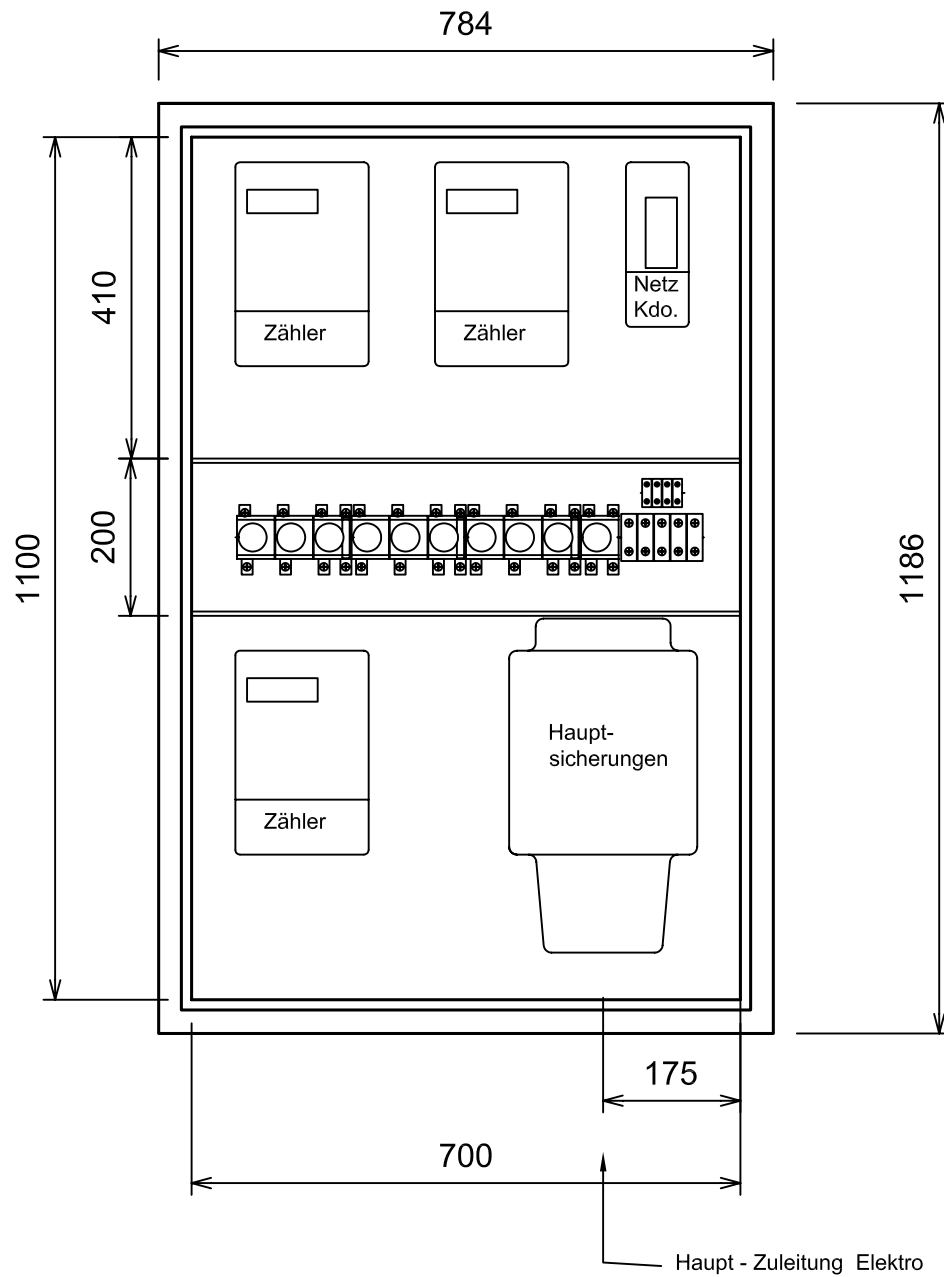 784
Netz
Kdo.
Zähler
Zähler
410
200
1100
1186
Haupt-
sicherungen
Zähler
175
700
Haupt - Zuleitung Elektro